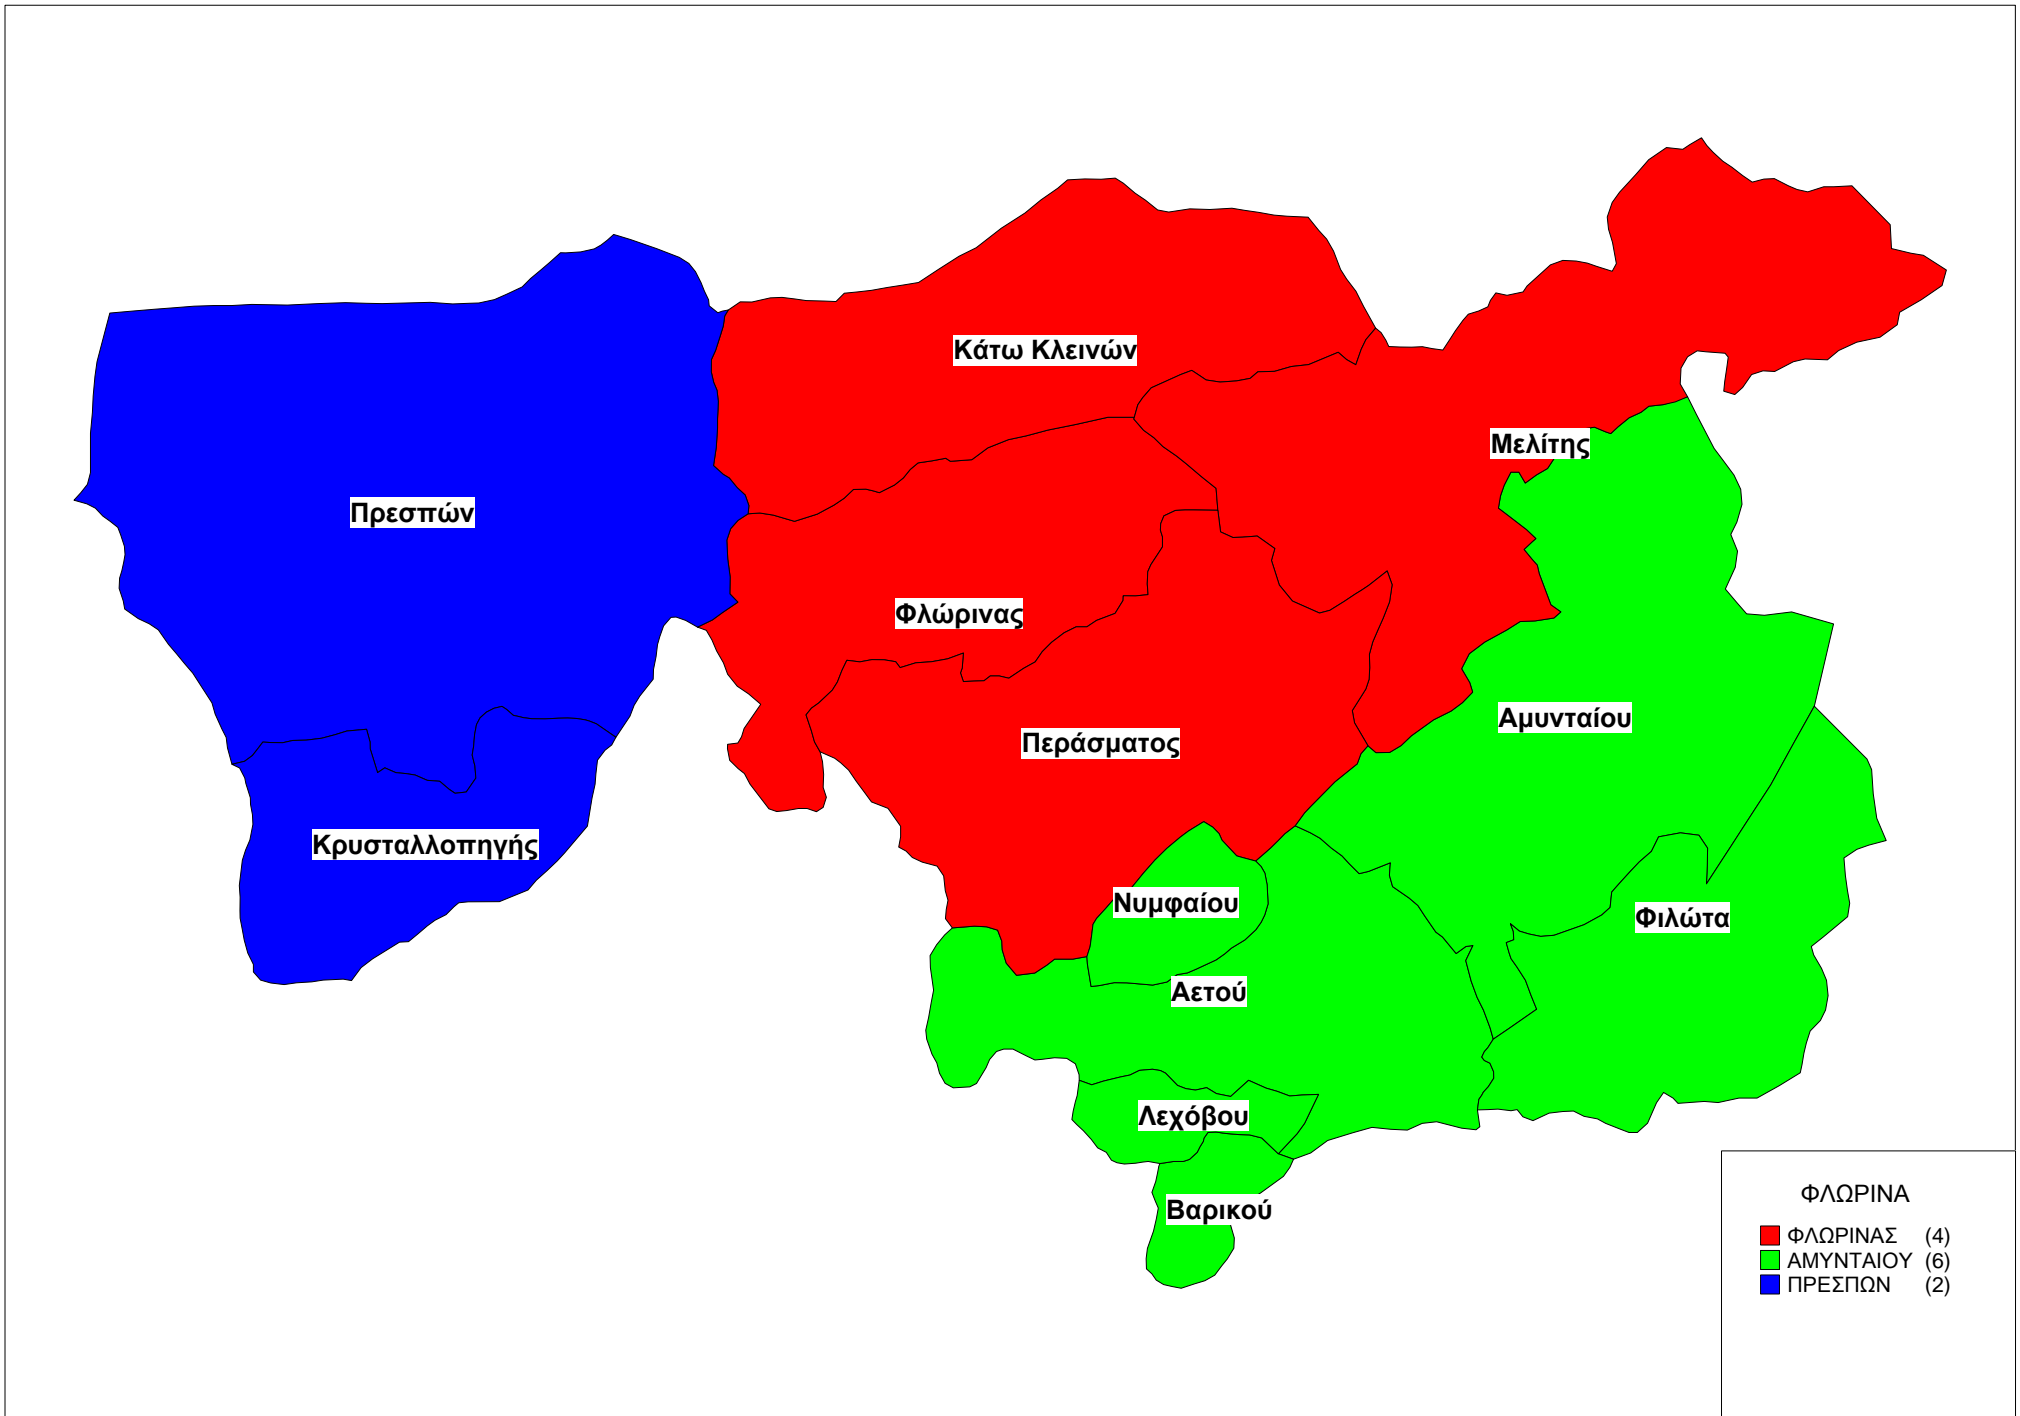 Κάτω Κλεινών
Μελίτης
Πρεσπών
Φλώρινας
Αμυνταίου
Περάσματος
Κρυσταλλοπηγής
Νυμφαίου
Φιλώτα
Αετού
Λεχόβου
Βαρικού
ΦΛΩΡΙΝΑ
ΦΛΩΡΙΝΑΣ (4)
ΑΜΥΝΤΑΙΟΥ (6)
ΠΡΕΣΠΩΝ (2)